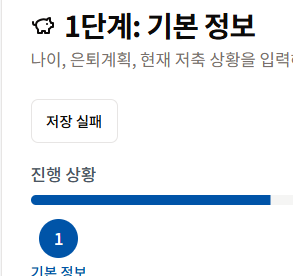 1단계: 기본 정보
나이, 은퇴계획, 현재 저축 상황을 입력
저장 실패
진행 상황
1
기본 정보